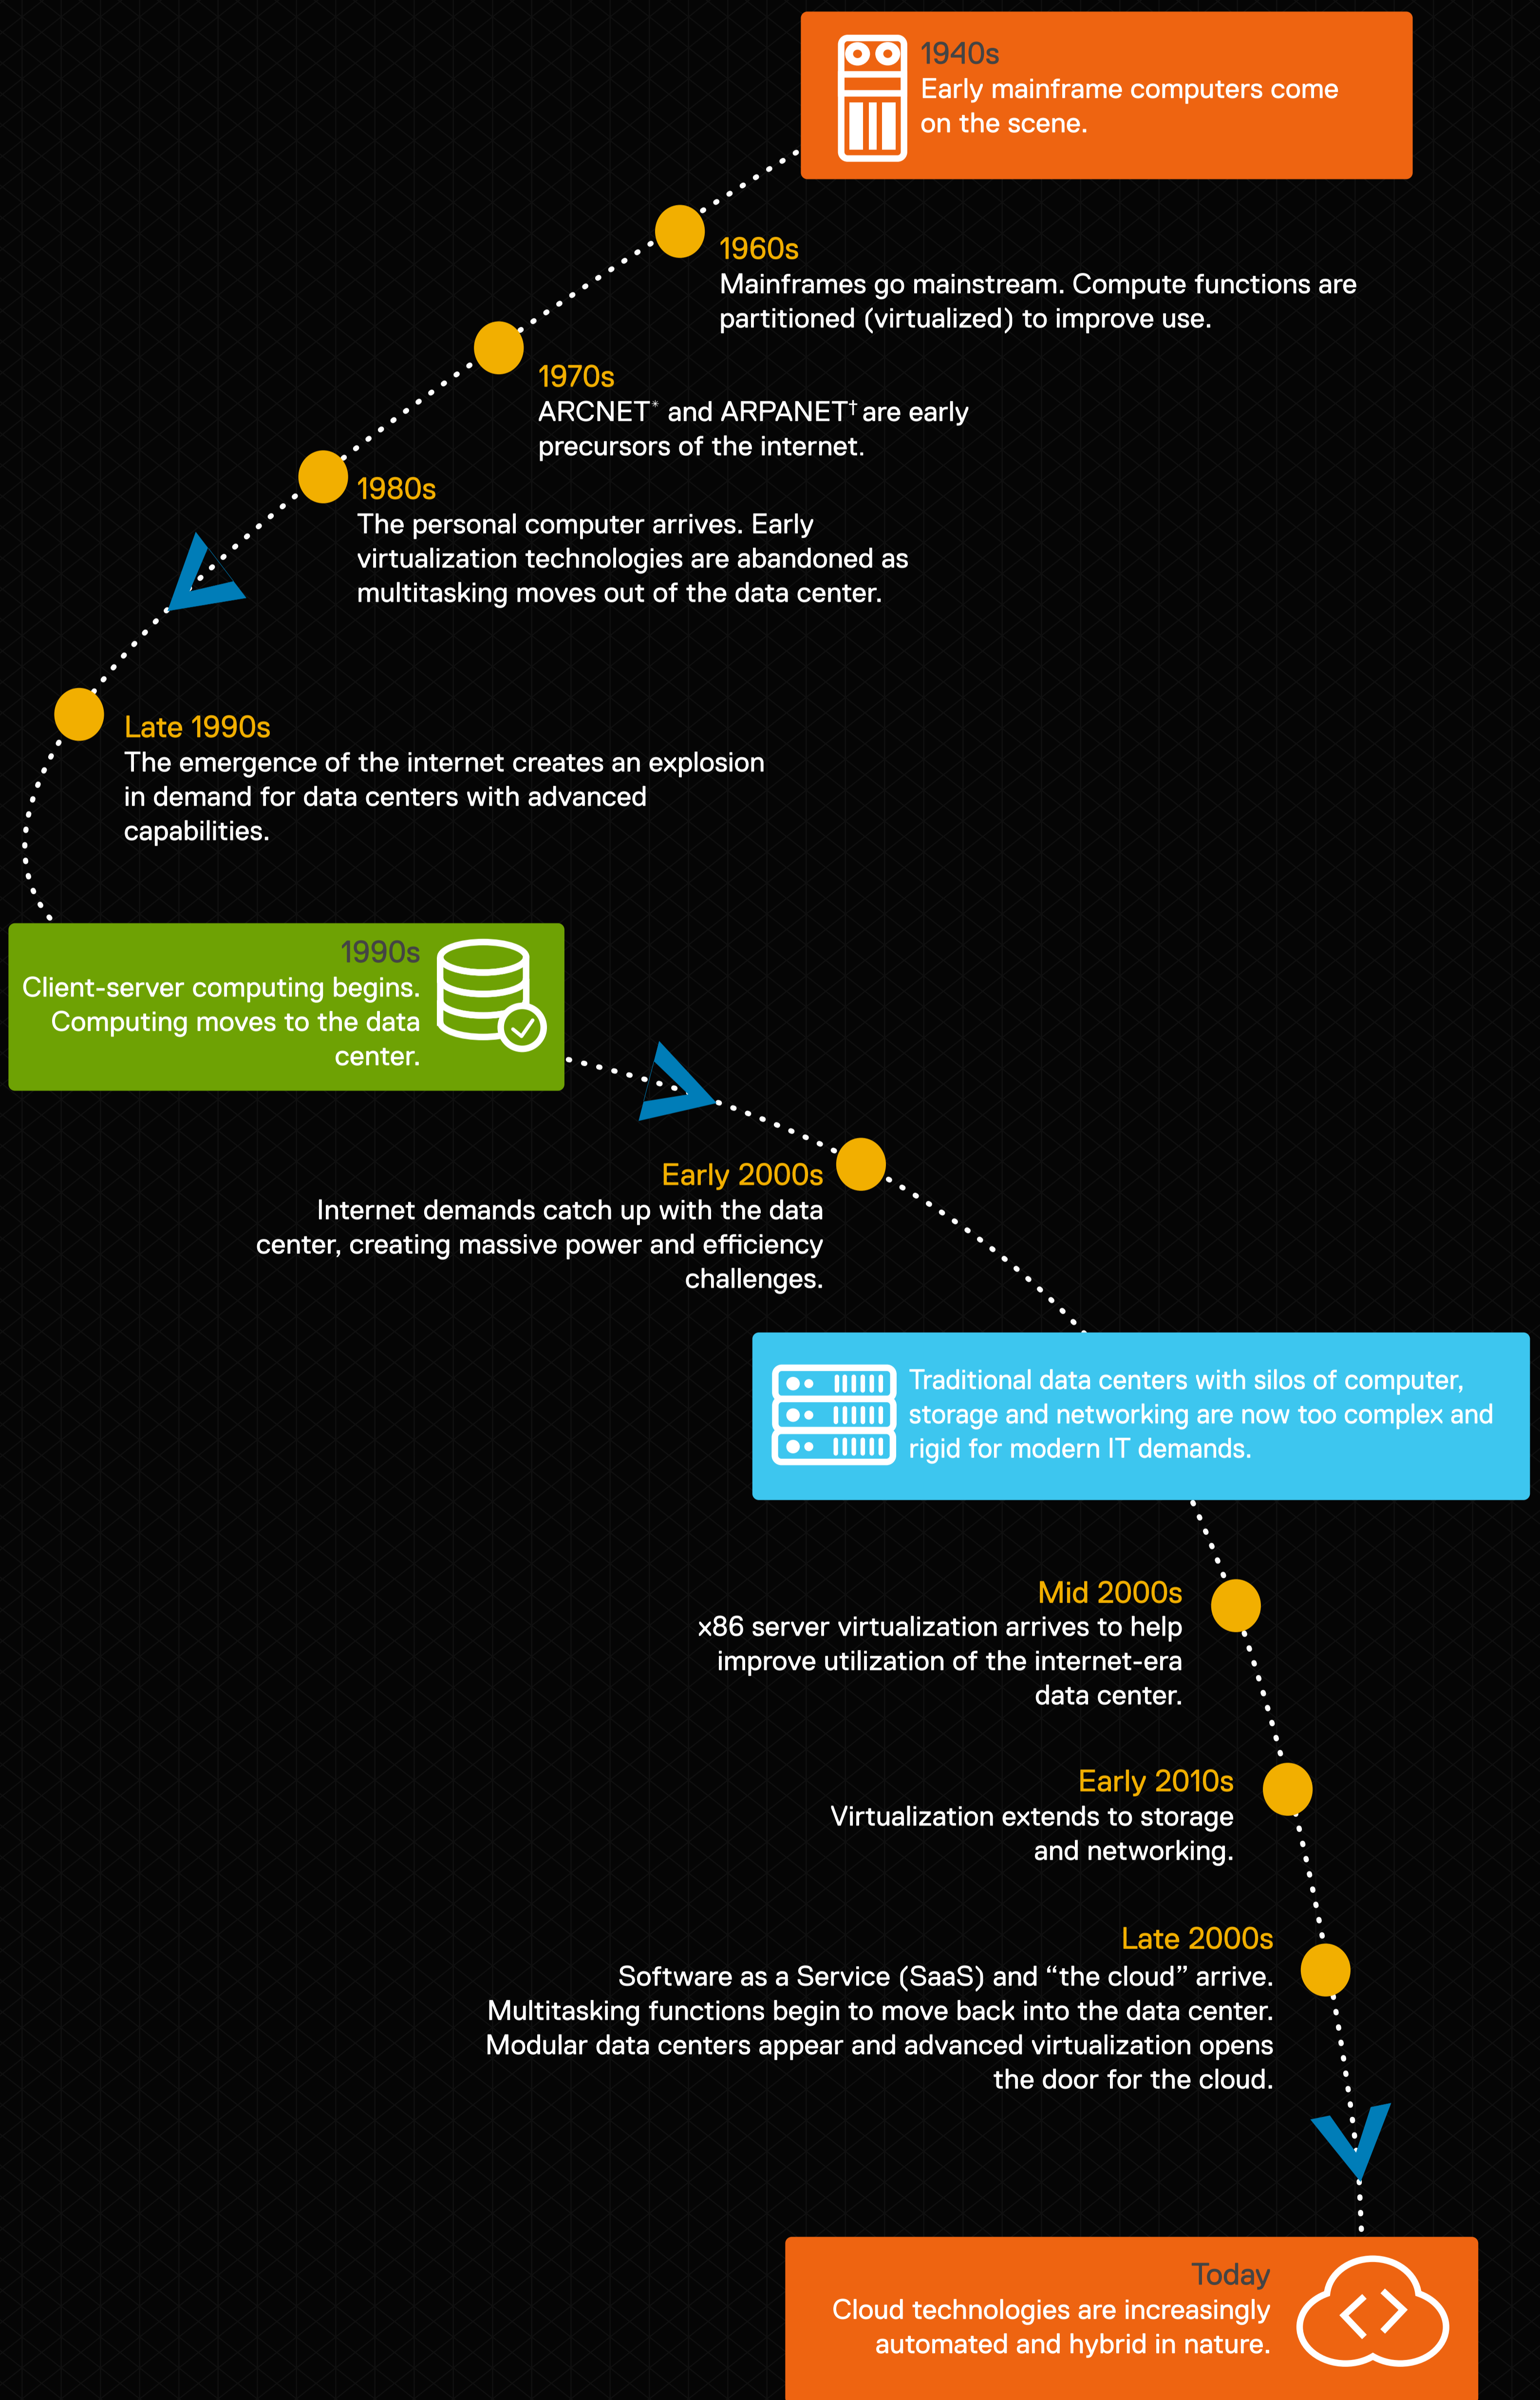 1940s
Early mainframe computers come
on the scene.
1960s
Mainframes go mainstream. Compute functions are
partitioned (virtualized) to improve use.
1970s
ARCNET* and ARPANET† are early
precursors of the internet.
1980s
The personal computer arrives. Early
virtualization technologies are abandoned as
multitasking moves out of the data center.
Late 1990s
The emergence of the internet creates an explosion
in demand for data centers with advanced
capabilities.
1990s
Client-server computing begins.
Computing moves to the data
center.
Early 2000s
Internet demands catch up with the data
center, creating massive power and efficiency
challenges.
Traditional data centers with silos of computer,
storage and networking are now too complex and
rigid for modern IT demands.
Mid 2000s
x86 server virtualization arrives to help
improve utilization of the internet-era
data center.
Early 2010s
Virtualization extends to storage
and networking.
Late 2000s
Software as a Service (SaaS) and “the cloud” arrive.
Multitasking functions begin to move back into the data center.
Modular data centers appear and advanced virtualization opens
the door for the cloud.
Today
Cloud technologies are increasingly
automated and hybrid in nature.